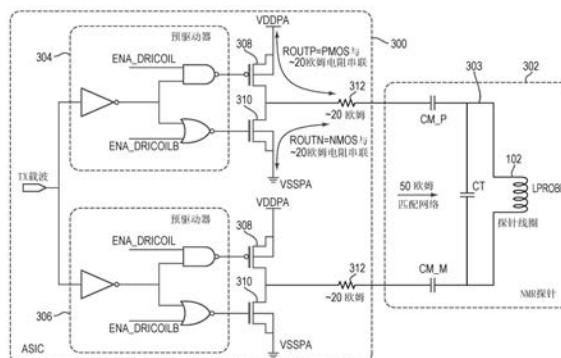 VDDPA
300
304
预驱动器
308
ENA_DRICOIL
ROUTP=PMOS与
~20欧姆电阻串联
302
312
303
310
~20 欧姆
CM_P
ROUTN=NMOS与
~20欧姆电阻串联
102
ENA_DRICOILB
VSSPA
50 欧姆
匹配网络
CT
LPROBE
探针线圈
TX载波
VDDPA
预驱动器
308
ENA_DRICOIL
312
310
~20 欧姆
CM_M
306
ENA_DRICOILB
VSSPA
ASIC
NMR探针